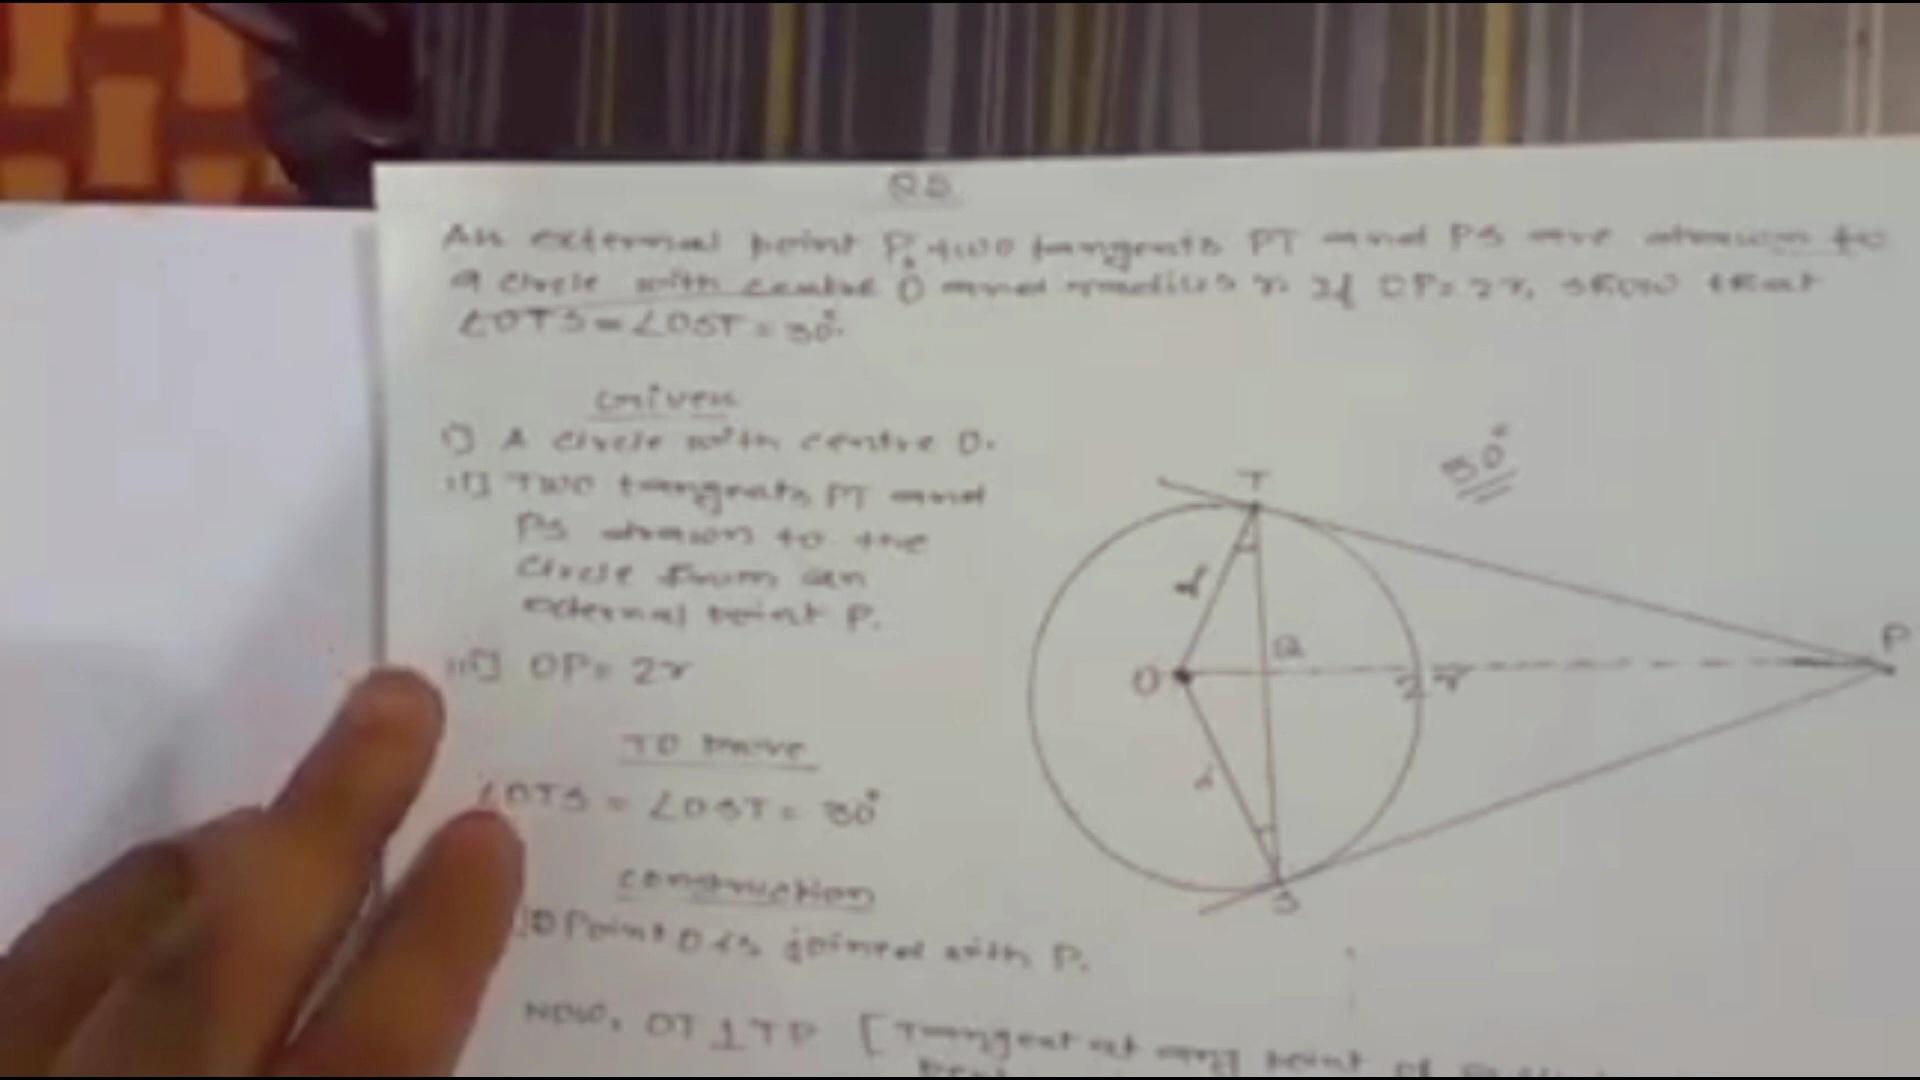 An external point P, two tangents PT and PS are drawn to
a circle with centre O and radius r. If OP = 2r, show that
∠OTS = ∠OST = 30°.
Given
i) A circle with centre O.
ii) Two tangents PT and
PS drawn to the
circle from an
external point P.
iii) OP = 2r
To prove
∠OTS = ∠OST = 30°
Construction
Point O is joined with P.
Now, OT ⊥ TP [Tangent at any point of
30°
T
r
Q
P
O
2r
r
S